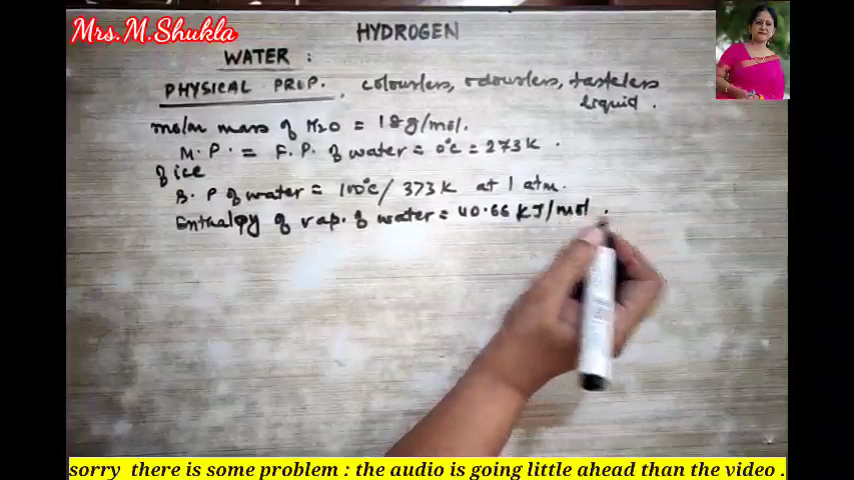 Mrs.M.Shukla
HYDROGEN
WATER :
PHYSICAL PROP. , colourless, odourless, tasteless
liquid .
molar mass of H2O = 18g/mol.
M.P. = F.P. of water = 0°c = 273K .
of ice
B.P of water = 100°c/ 373K at 1 atm.
Enthalpy of vap. of water = 40.66 KJ/mol .
sorry there is some problem : the audio is going little ahead than the video .